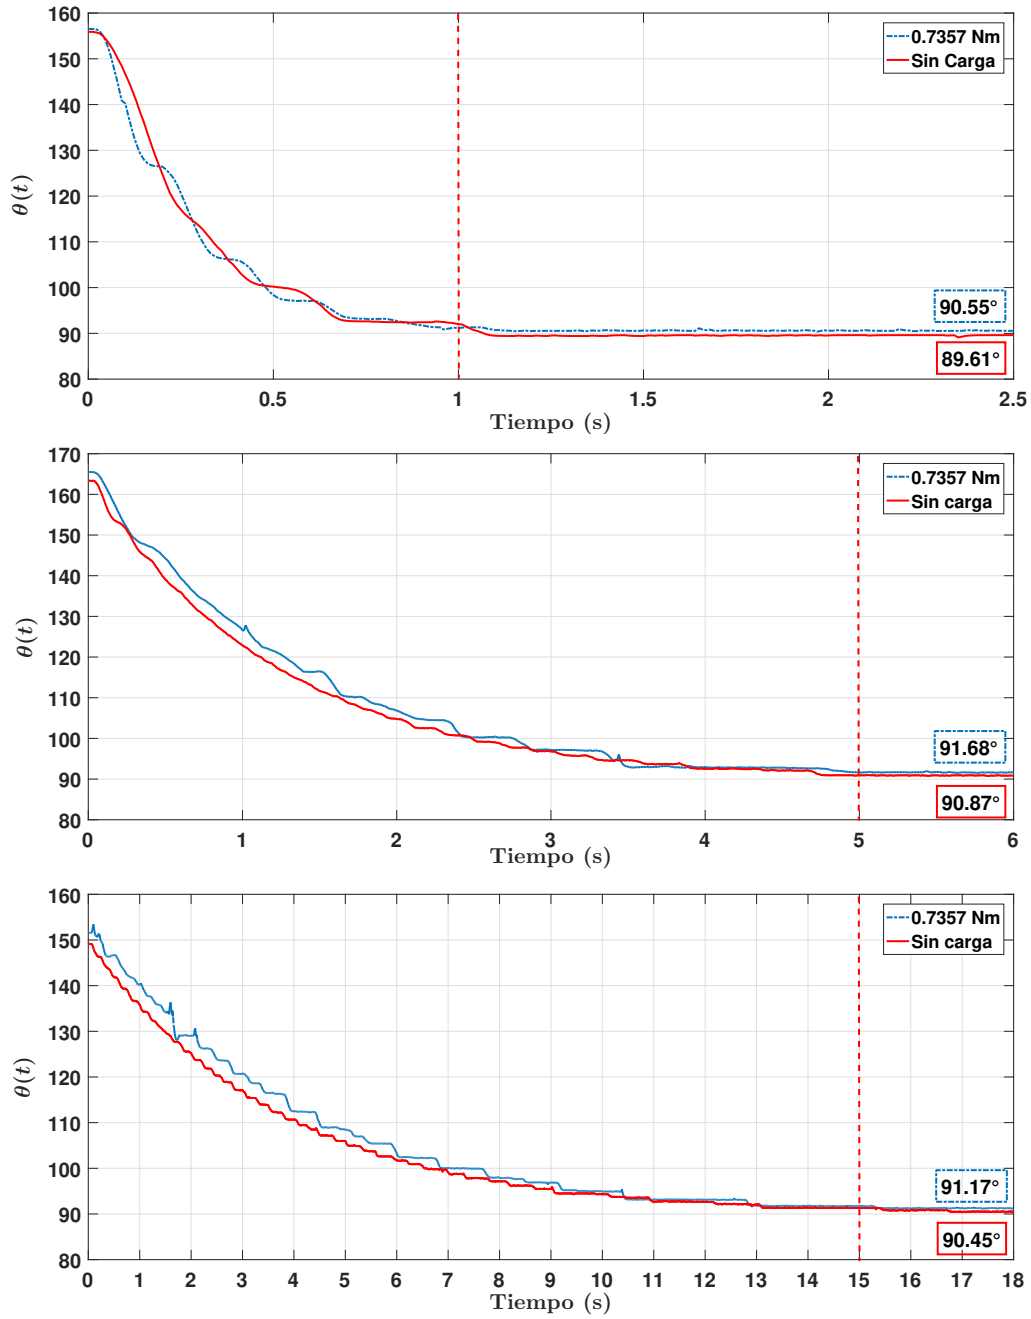 160
150
140
130
120
110
100
90
80
θ(t)
0.7357 Nm
Sin Carga
90.55°
89.61°
0 0.5 1 1.5 2 2.5
Tiempo (s)
170
160
150
140
130
120
110
100
90
80
θ(t)
0.7357 Nm
Sin carga
91.68°
90.87°
0 1 2 3 4 5 6
Tiempo (s)
160
150
140
130
120
110
100
90
80
θ(t)
0.7357 Nm
Sin carga
91.17°
90.45°
0 1 2 3 4 5 6 7 8 9 10 11 12 13 14 15 16 17 18
Tiempo (s)